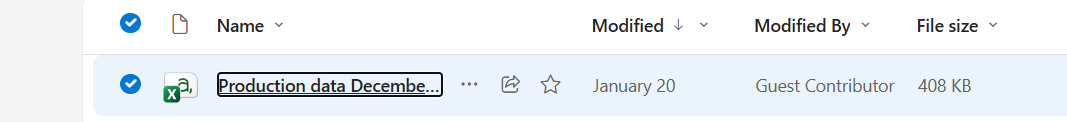 Name Modified Modified By File size
Production data Decembe... January 20 Guest Contributor 408 KB